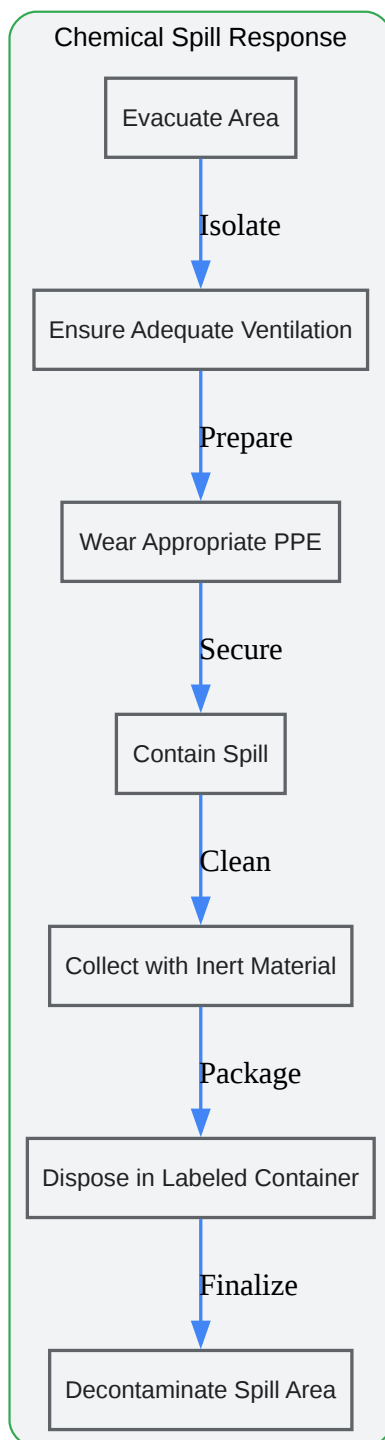 Chemical Spill Response
Evacuate Area
Isolate
Ensure Adequate Ventilation
Prepare
Wear Appropriate PPE
Secure
Contain Spill
Clean
Collect with Inert Material
Package
Dispose in Labeled Container
Finalize
Decontaminate Spill Area